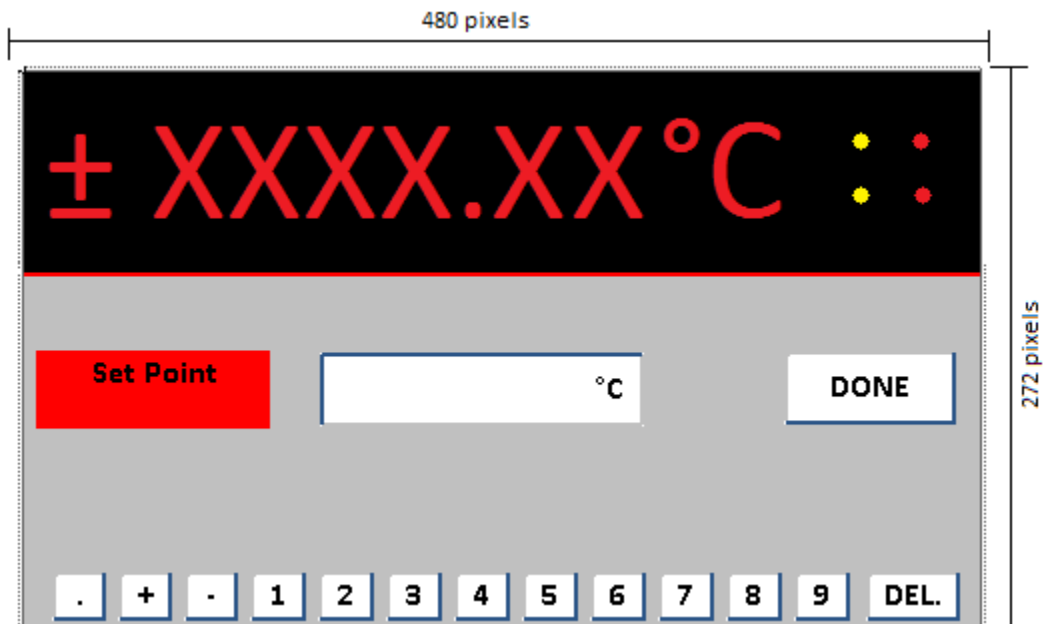 480 pixels
± XXXX.XX°C
272 pixels
Set Point
°C
DONE
. + - 1 2 3 4 5 6 7 8 9 DEL.